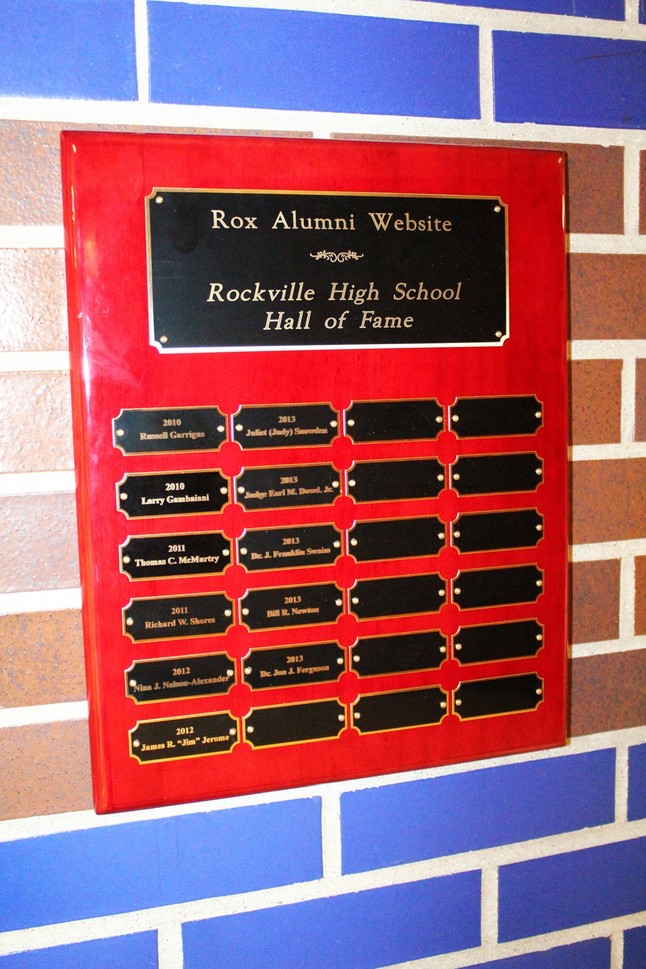 Rox Alumni Website
Rockville High School
Hall of Fame
2010
Russell Garrigus
2010
Larry Gambaiani
2011
Thomas C. McMurtry
2011
Richard W. Shores
2012
Nina J. Nelson-Alexander
2012
James R. "Jim" Jerome
2013
Juliet (Judy) Snowden
2013
Judge Earl M. Dowd, Jr.
2013
Dr. J. Franklin Swaim
2013
Bill R. Newton
2013
Dr. Jon J. Ferguson